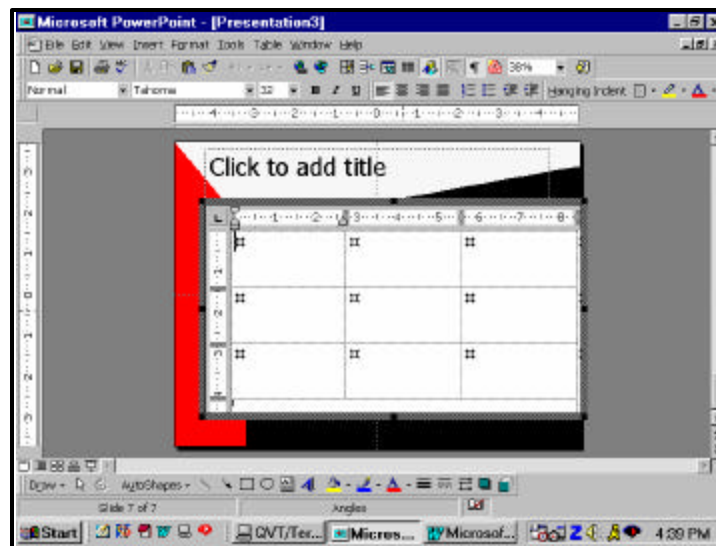 Microsoft PowerPoint - [Presentation3]
File Edit View Insert Format Tools Table Window Help
38%
Normal Tahoma 32 B I U Hanging Indent
Click to add title
Draw AutoShapes
Slide 7 of 7 Angles
Start QVT/Ter... Micros... Microsof... 4:39 PM